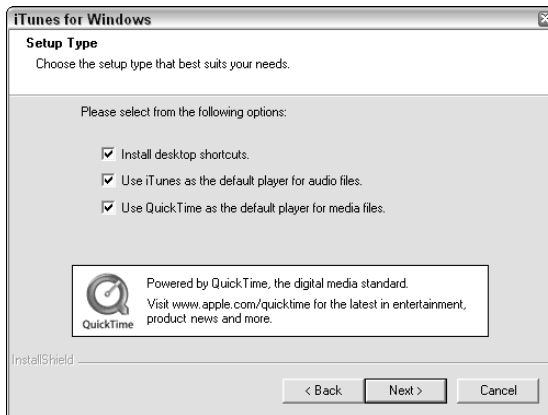 iTunes for Windows
Setup Type
Choose the setup type that best suits your needs.
Please select from the following options:
Install desktop shortcuts.
Use iTunes as the default player for audio files.
Use QuickTime as the default player for media files.
Powered by QuickTime, the digital media standard.
Visit www.apple.com/quicktime for the latest in entertainment,
product news and more.
QuickTime
InstallShield
< Back
Next >
Cancel